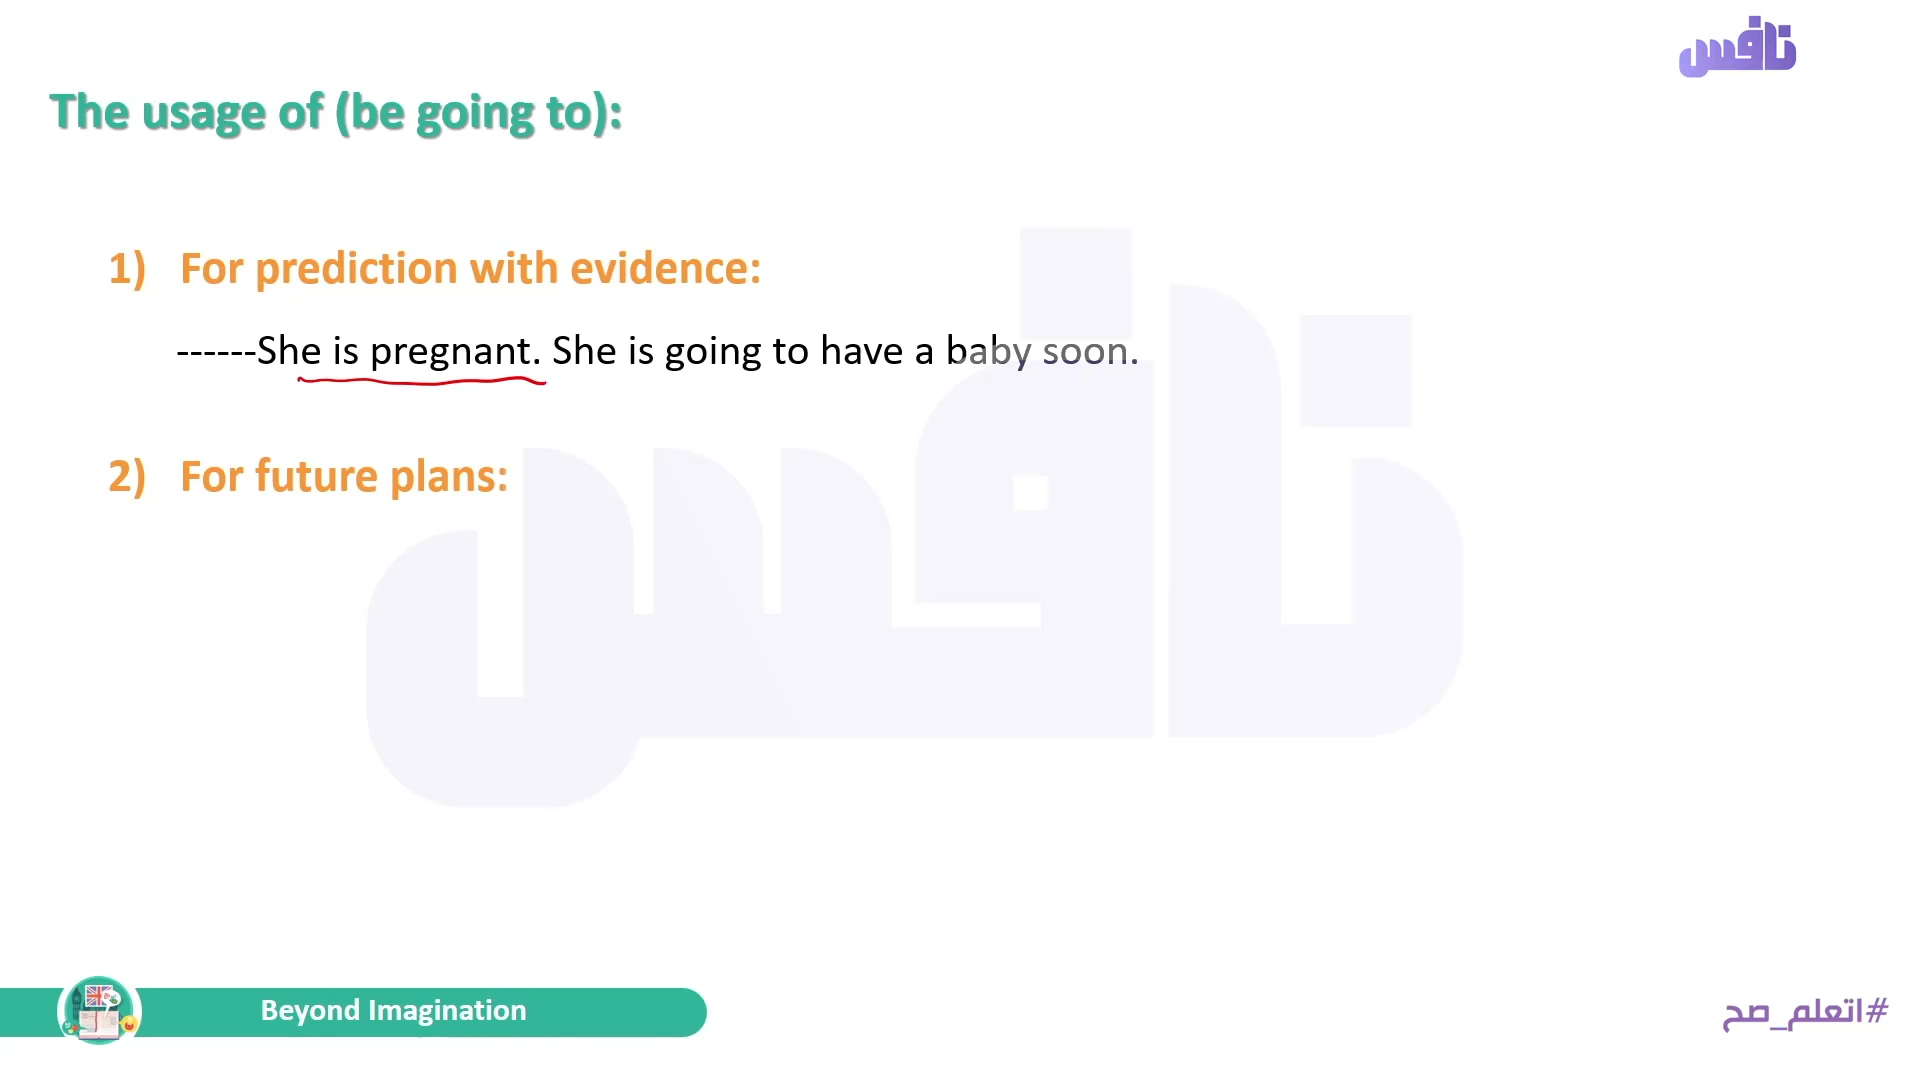 نافس
The usage of (be going to):
1) For prediction with evidence:
------She is pregnant. She is going to have a baby soon.
2) For future plans:
نافس
Beyond Imagination
#اتعلم_صح